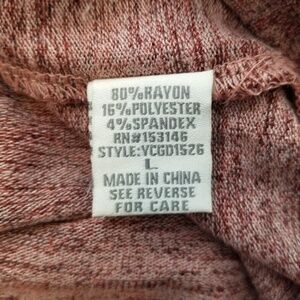 80%RAYON
16%POLYESTER
4%SPANDEX
RN#153146
STYLE:YCGD1526
L
MADE IN CHINA
SEE REVERSE
FOR CARE